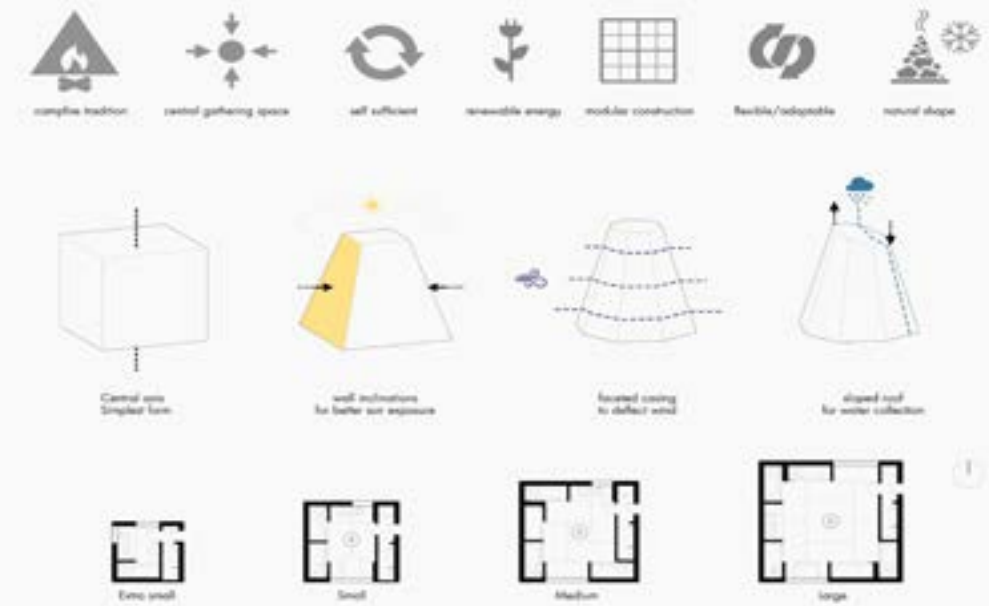 campfire tradition
central gathering space
self sufficient
renewable energy
modular construction
flexible/adaptable
natural shape
Central axis
Simplest form
wall inclinations
for better sun exposure
faceted casing
to deflect wind
sloped roof
for water collection
Extra small
Small
Medium
Large